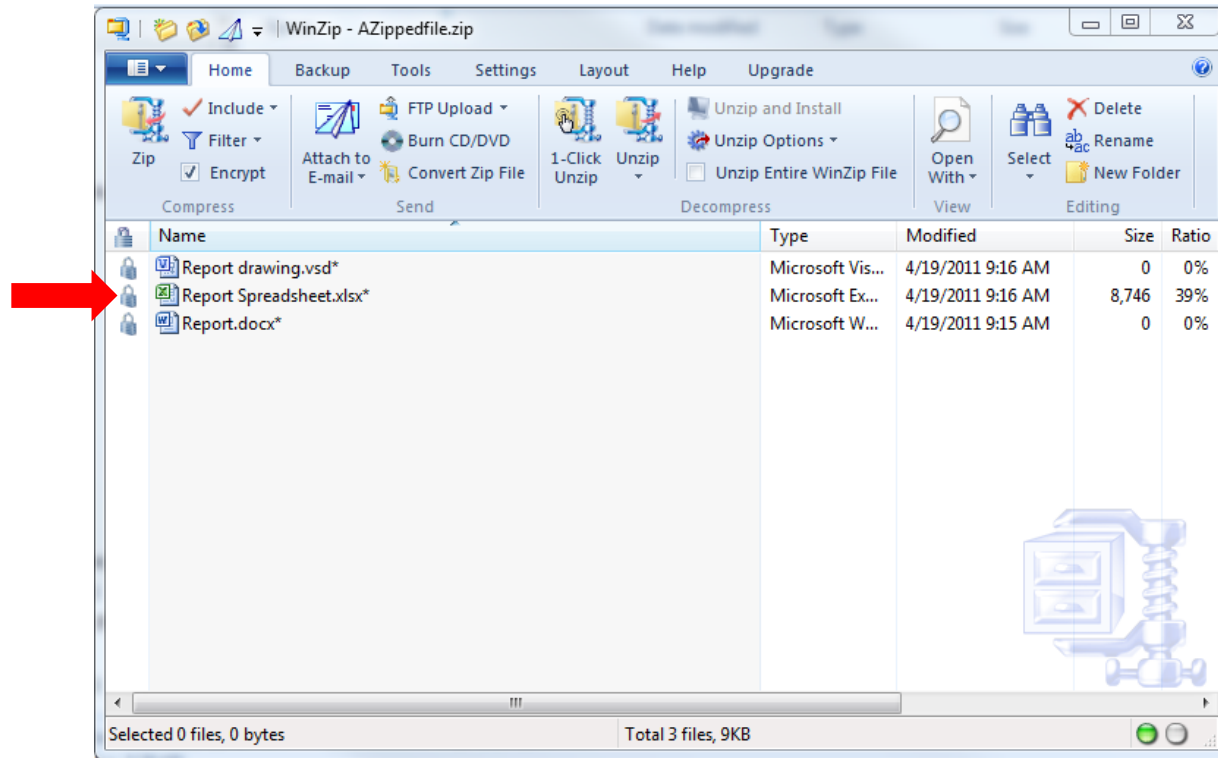 WinZip - AZippedfile.zip
Home Backup Tools Settings Layout Help Upgrade
Zip
Include
Filter
Encrypt
Compress
Attach to
E-mail
FTP Upload
Burn CD/DVD
Convert Zip File
Send
1-Click
Unzip
Unzip
Unzip and Install
Unzip Options
Unzip Entire WinZip File
Decompress
Open
With
View
Select
Delete
ab
ac
Rename
New Folder
Editing
Name Type Modified Size Ratio
Report drawing.vsd* Microsoft Vis... 4/19/2011 9:16 AM 0 0%
Report Spreadsheet.xlsx* Microsoft Ex... 4/19/2011 9:16 AM 8,746 39%
Report.docx* Microsoft W... 4/19/2011 9:15 AM 0 0%
Selected 0 files, 0 bytes Total 3 files, 9KB